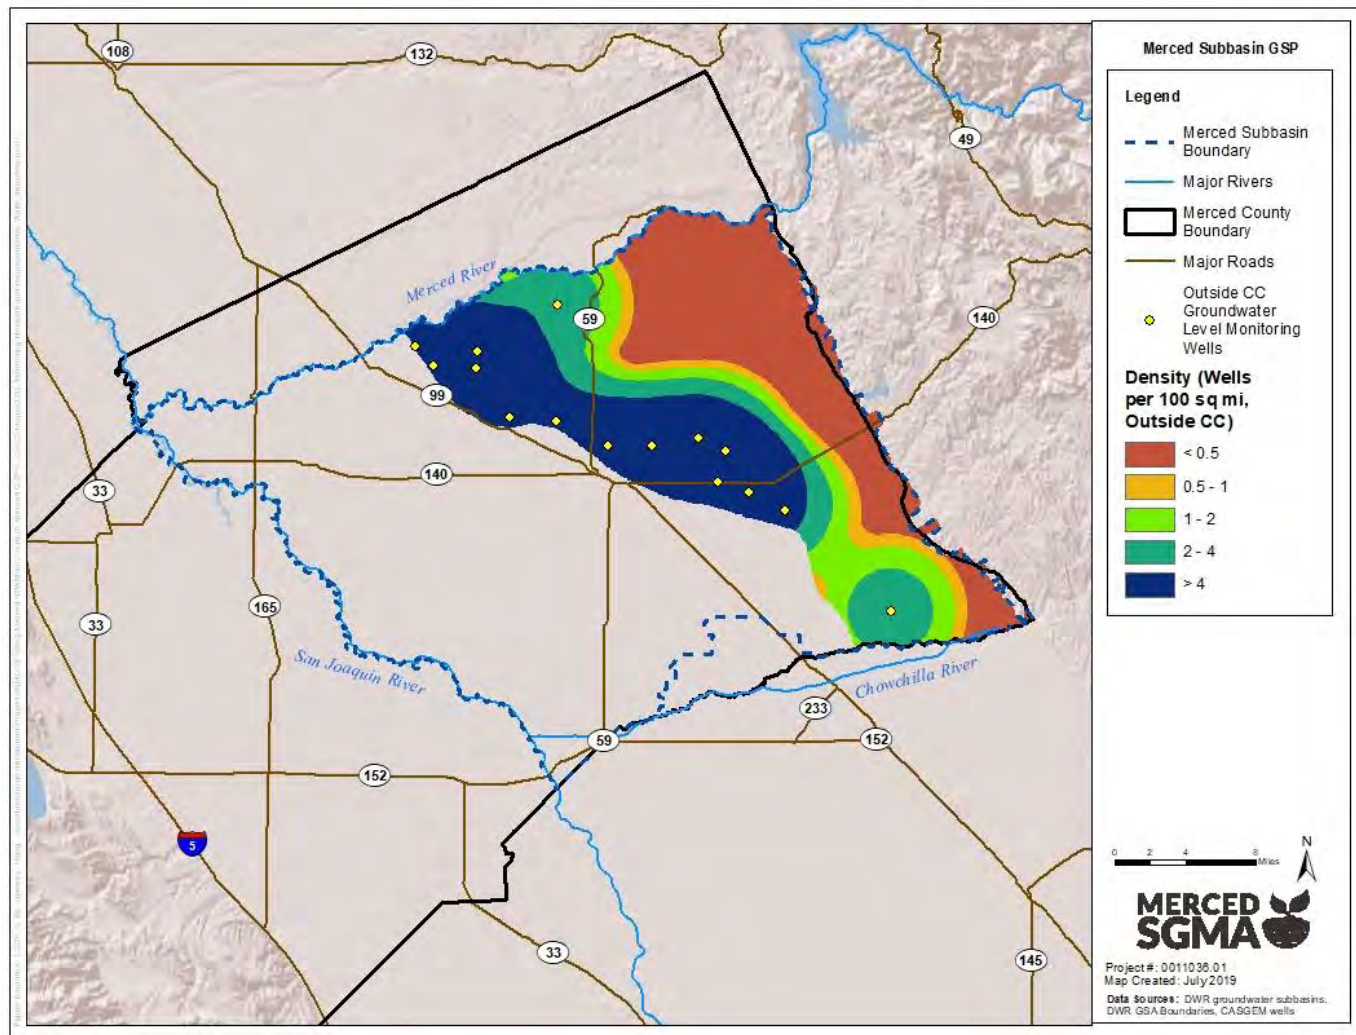 Merced Subbasin GSP
Legend
Merced Subbasin
Boundary
Major Rivers
Merced County
Boundary
Major Roads
Outside CC
Groundwater
Level Monitoring
Wells
Density (Wells
per 100 sq mi,
Outside CC)
< 0.5
0.5 - 1
1 - 2
2 - 4
> 4
108
132
49
Merced River
59
140
99
140
33
165
33
San Joaquin River
Chowchilla River
233
59
152
152
5
33
145
N
0 2 4 8
Miles
MERCED
SGMA
Project #: 0011036.01
Map Created: July 2019
Data Sources: DWR groundwater subbasins,
DWR GSA Boundaries, CASGEM wells